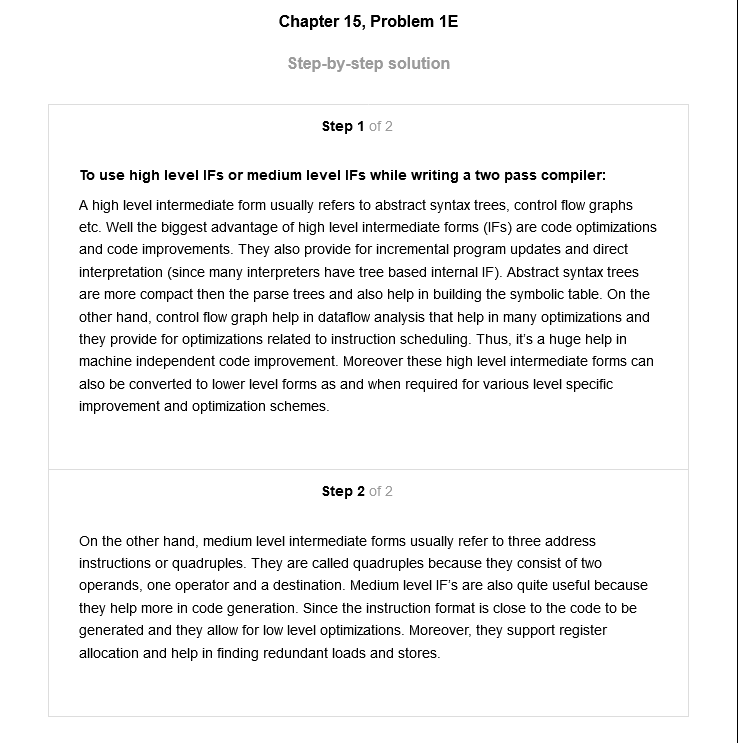 Chapter 15, Problem 1E
Step-by-step solution
Step 1 of 2
To use high level IFs or medium level IFs while writing a two pass compiler:
A high level intermediate form usually refers to abstract syntax trees, control flow graphs
etc. Well the biggest advantage of high level intermediate forms (IFs) are code optimizations
and code improvements. They also provide for incremental program updates and direct
interpretation (since many interpreters have tree based internal IF). Abstract syntax trees
are more compact then the parse trees and also help in building the symbolic table. On the
other hand, control flow graph help in dataflow analysis that help in many optimizations and
they provide for optimizations related to instruction scheduling. Thus, it's a huge help in
machine independent code improvement. Moreover these high level intermediate forms can
also be converted to lower level forms as and when required for various level specific
improvement and optimization schemes.
Step 2 of 2
On the other hand, medium level intermediate forms usually refer to three address
instructions or quadruples. They are called quadruples because they consist of two
operands, one operator and a destination. Medium level IF's are also quite useful because
they help more in code generation. Since the instruction format is close to the code to be
generated and they allow for low level optimizations. Moreover, they support register
allocation and help in finding redundant loads and stores.